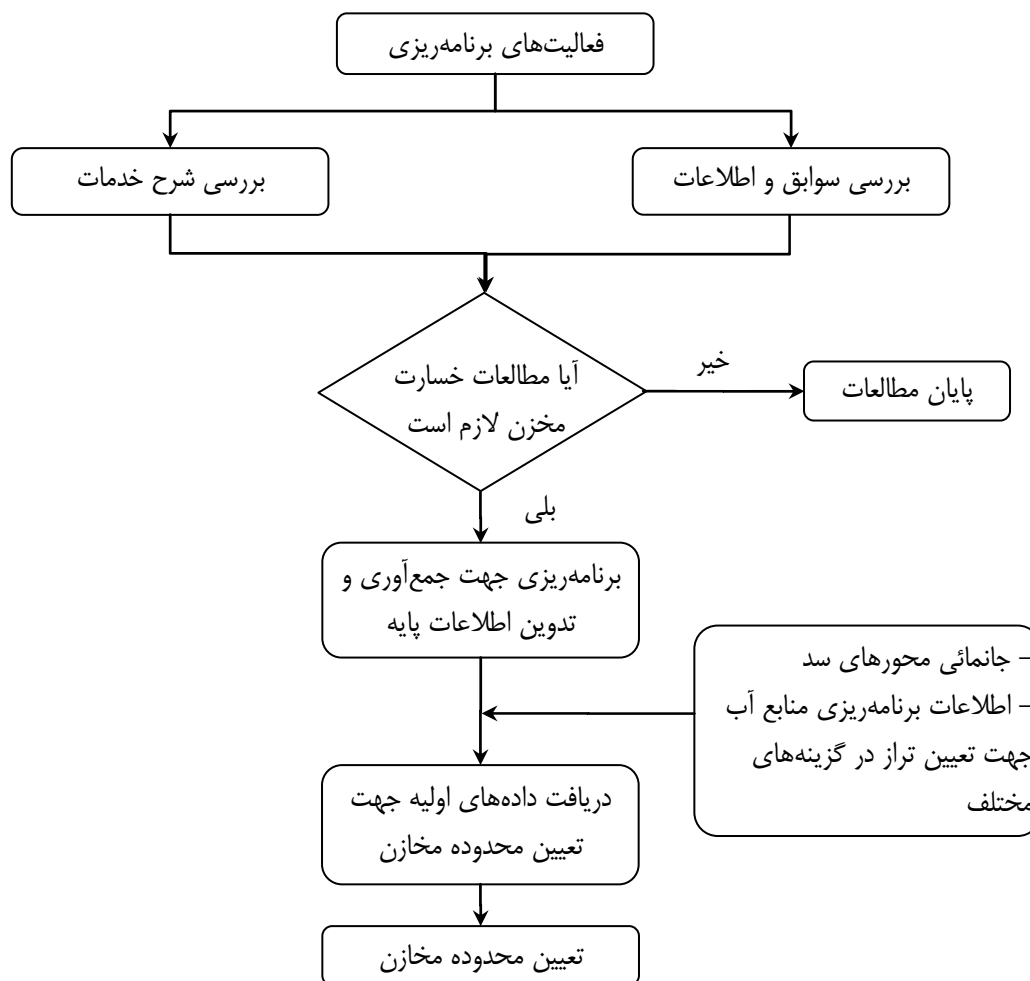 فعالیت‌های برنامه‌ریزی
بررسی سوابق و اطلاعات
بررسی شرح خدمات
آیا مطالعات خسارت
مخزن لازم است
خیر
پایان مطالعات
بلی
برنامه‌ریزی جهت جمع‌آوری و
تدوین اطلاعات پایه
– جانمائی محورهای سد
– اطلاعات برنامه‌ریزی منابع آب
جهت تعیین تراز در گزینه‌های
مختلف
دریافت داده‌های اولیه جهت
تعیین محدوده مخازن
تعیین محدوده مخازن